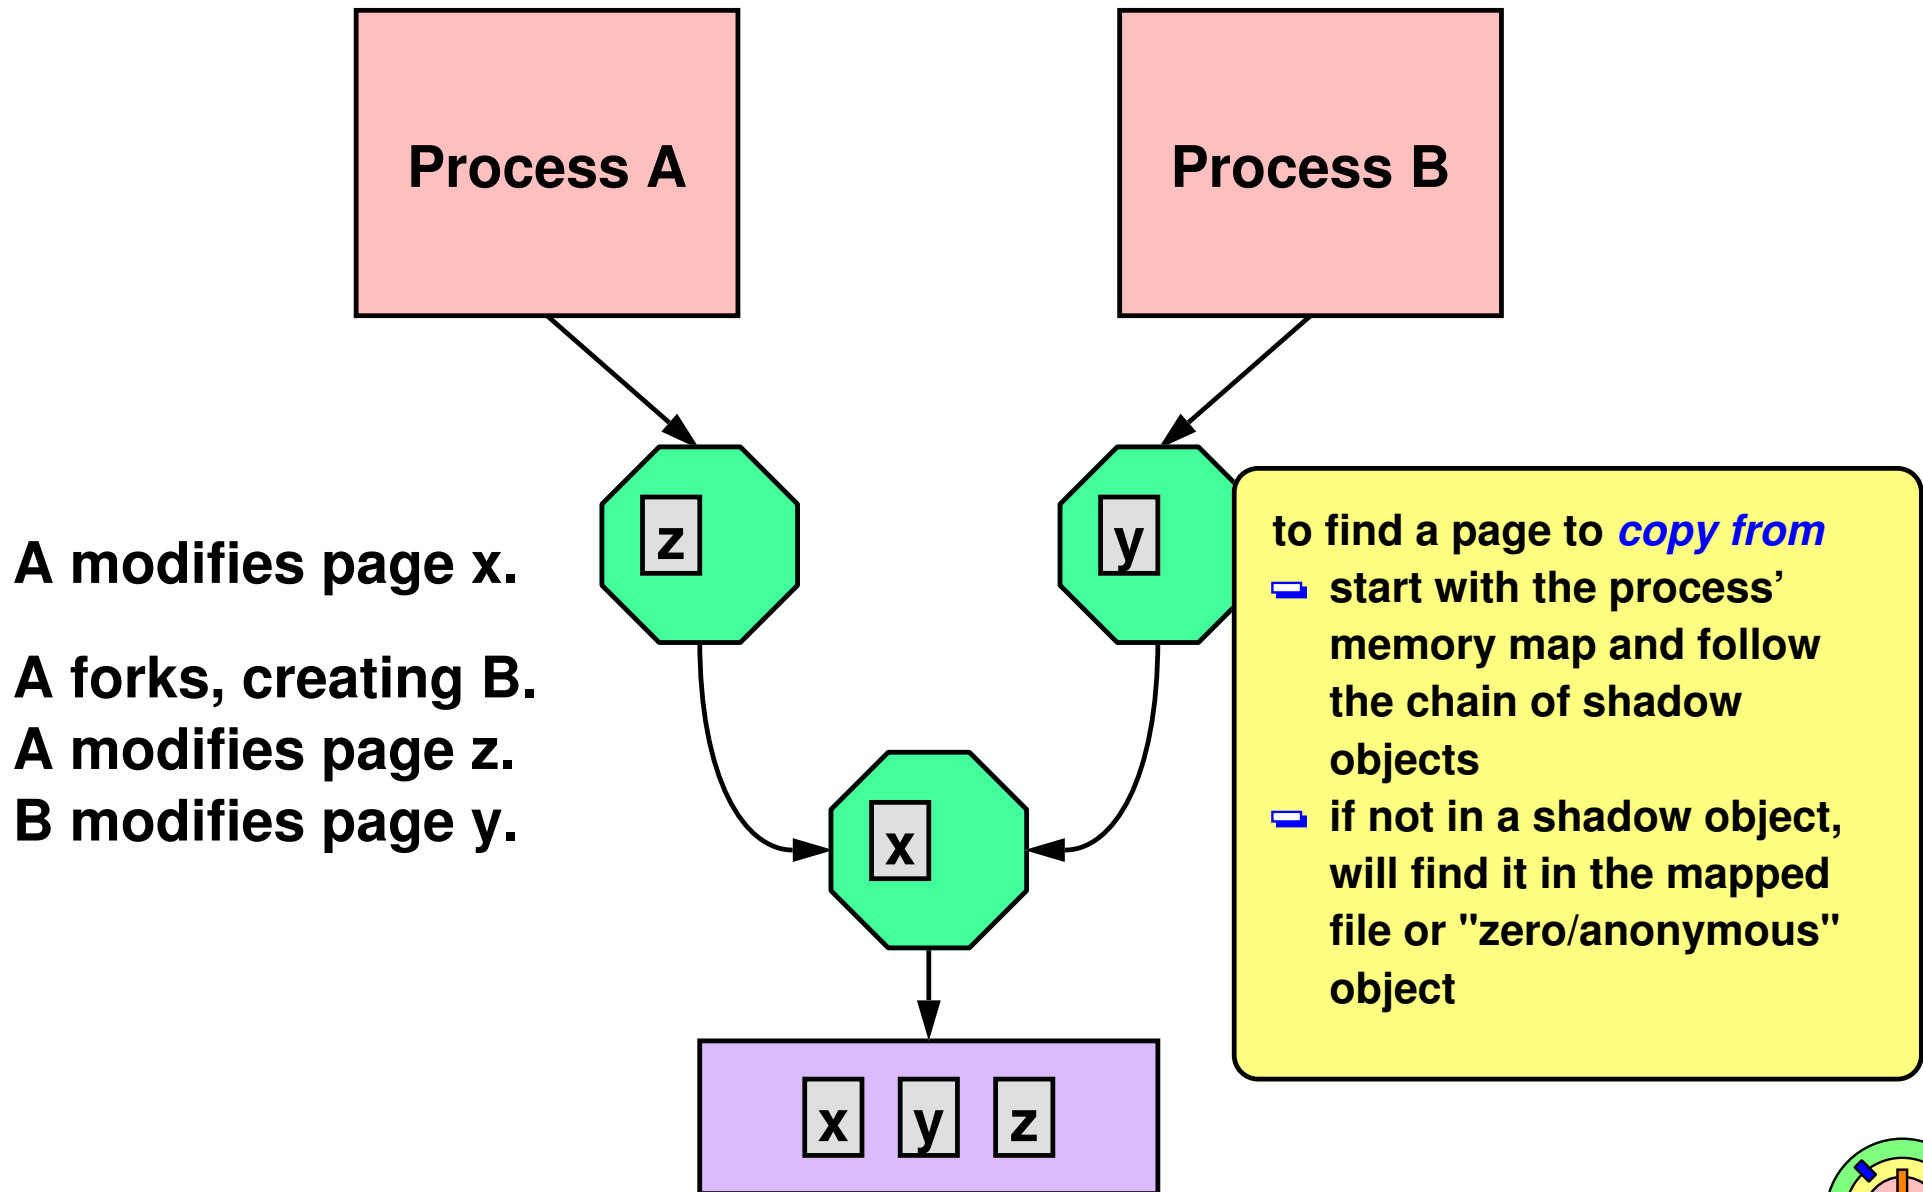 Process A
Process B
z
y
A modifies page x.
A forks, creating B.
A modifies page z.
B modifies page y.
to find a page to copy from
start with the process’
memory map and follow
the chain of shadow
objects
if not in a shadow object,
will find it in the mapped
file or "zero/anonymous"
object
x
x y z